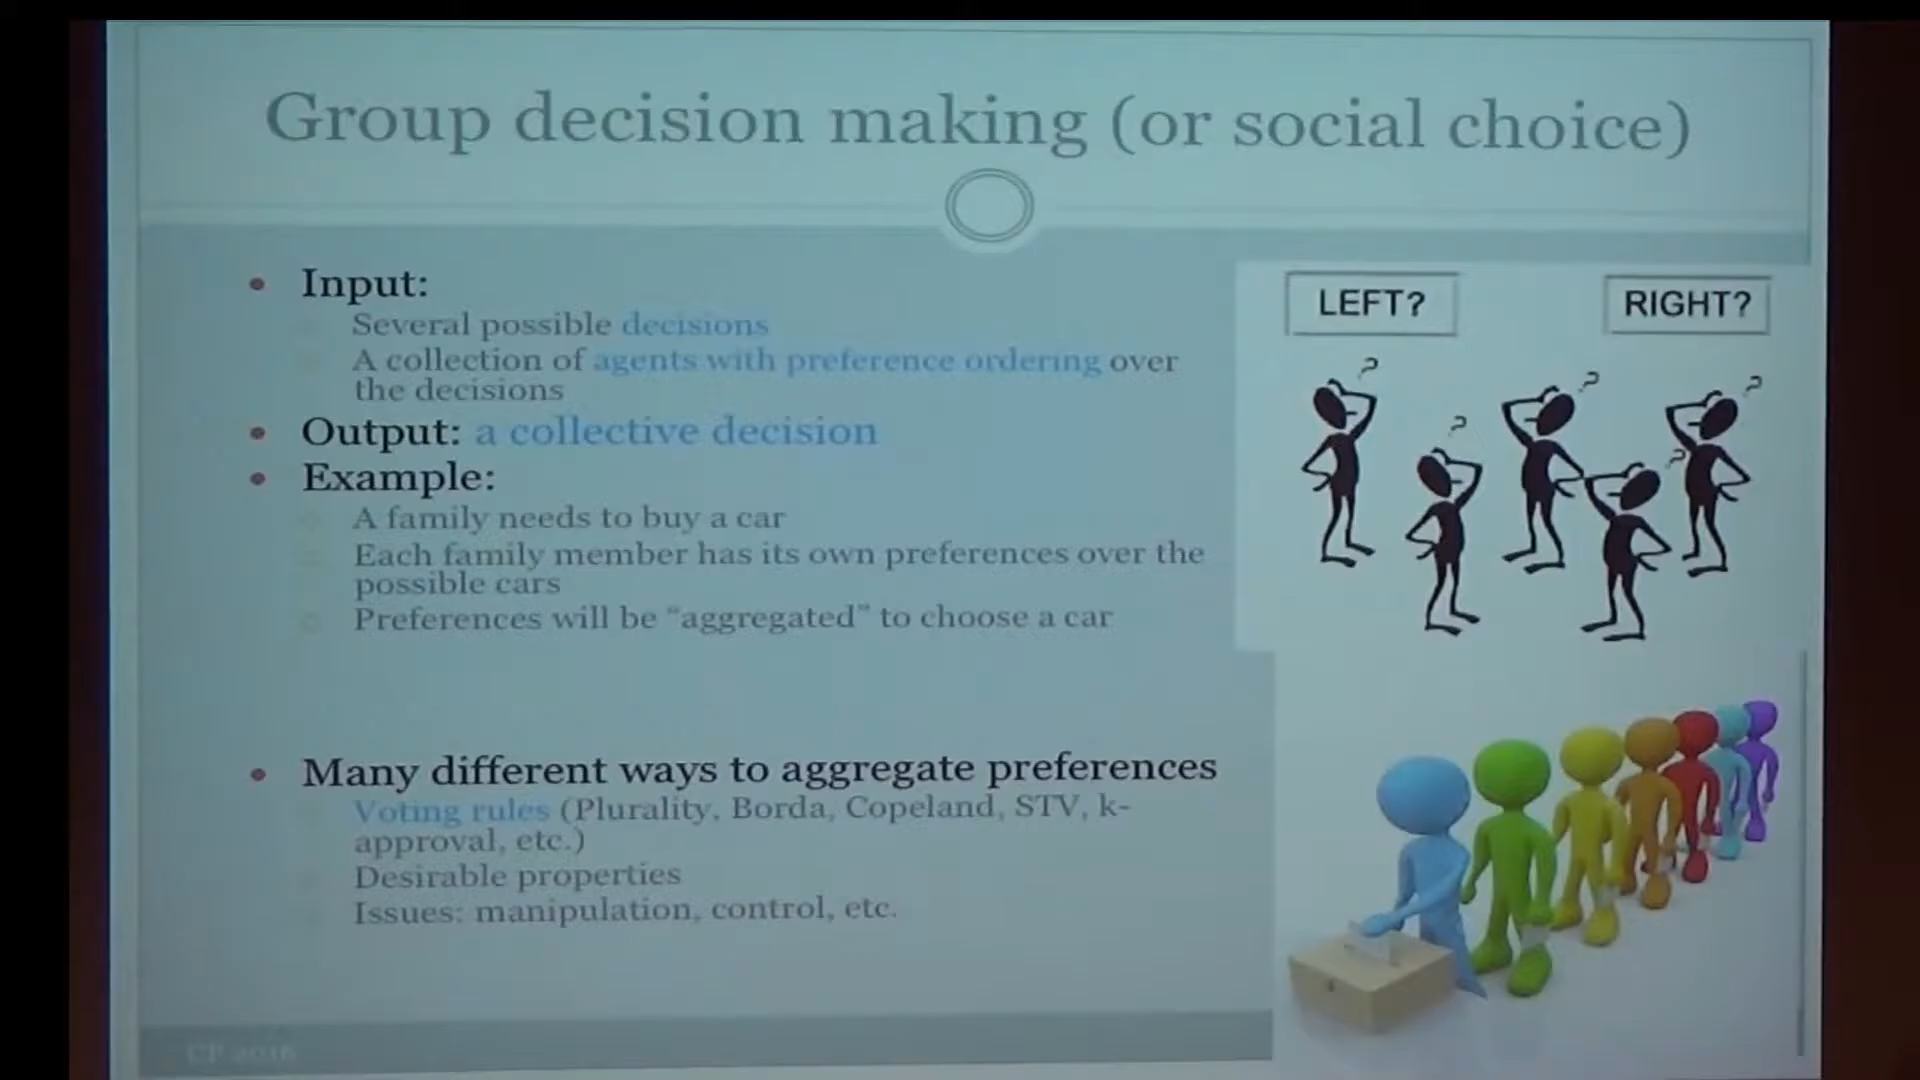 Group decision making (or social choice)
Input:
Several possible decisions
A collection of agents with preference ordering over
the decisions
Output: a collective decision
Example:
A family needs to buy a car
Each family member has its own preferences over the
possible cars
Preferences will be "aggregated" to choose a car
Many different ways to aggregate preferences
Voting rules (Plurality, Borda, Copeland, STV, k-
approval, etc.)
Desirable properties
Issues: manipulation, control, etc.
LEFT?
RIGHT?
?
?
?
?
?
CP 2016